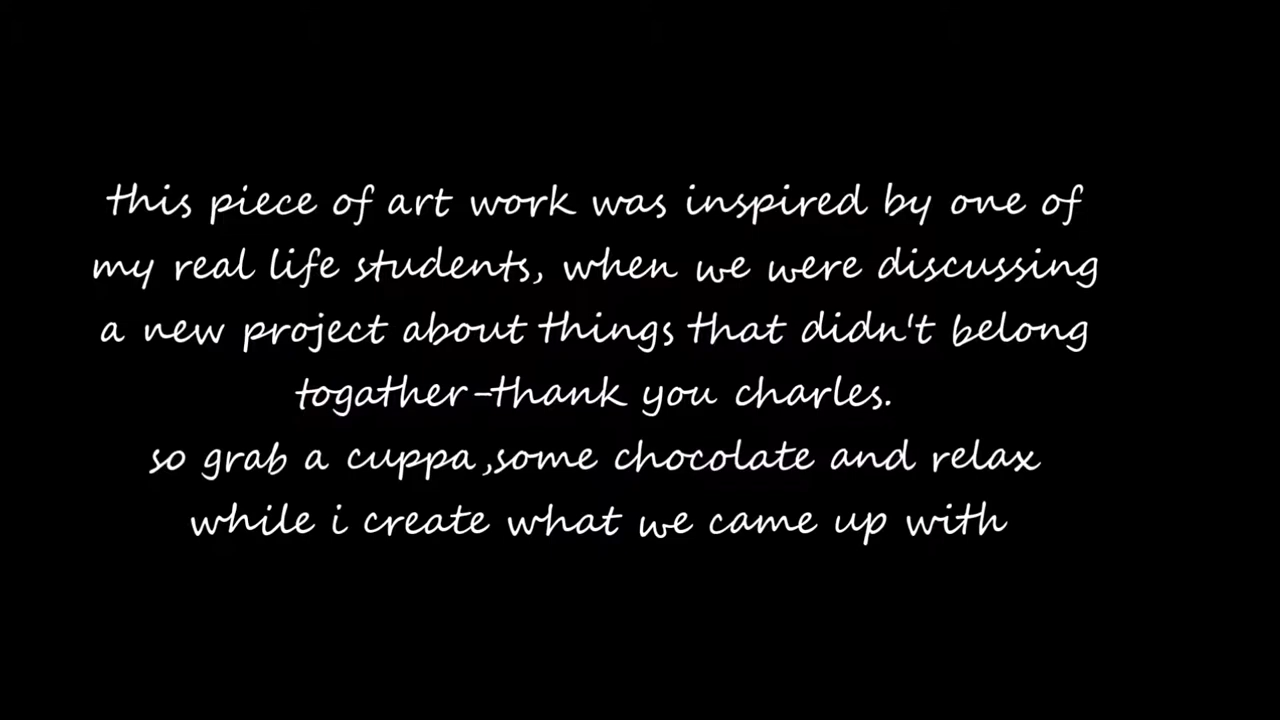 this piece of art work was inspired by one of
my real life students, when we were discussing
a new project about things that didn't belong
togather-thank you charles.
so grab a cuppa,some chocolate and relax
while i create what we came up with